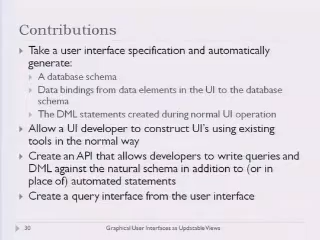 Contributions
Take a user interface specification and automatically
generate:
A database schema
Data bindings from data elements in the UI to the database
schema
The DML statements created during normal UI operation
Allow a UI developer to construct UI's using existing
tools in the normal way
Create an API that allows developers to write queries and
DML against the natural schema in addition to (or in
place of) automated statements
Create a query interface from the user interface
30 Graphical User Interfaces as Updatable Views